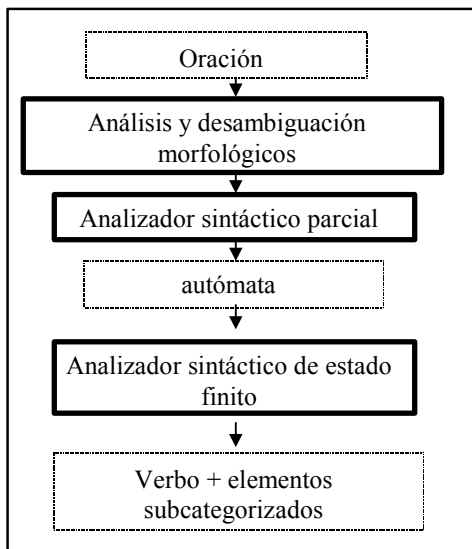 Oración
Análisis y desambiguación
morfológicos
Analizador sintáctico parcial
autómata
Analizador sintáctico de estado
finito
Verbo + elementos
subcategorizados